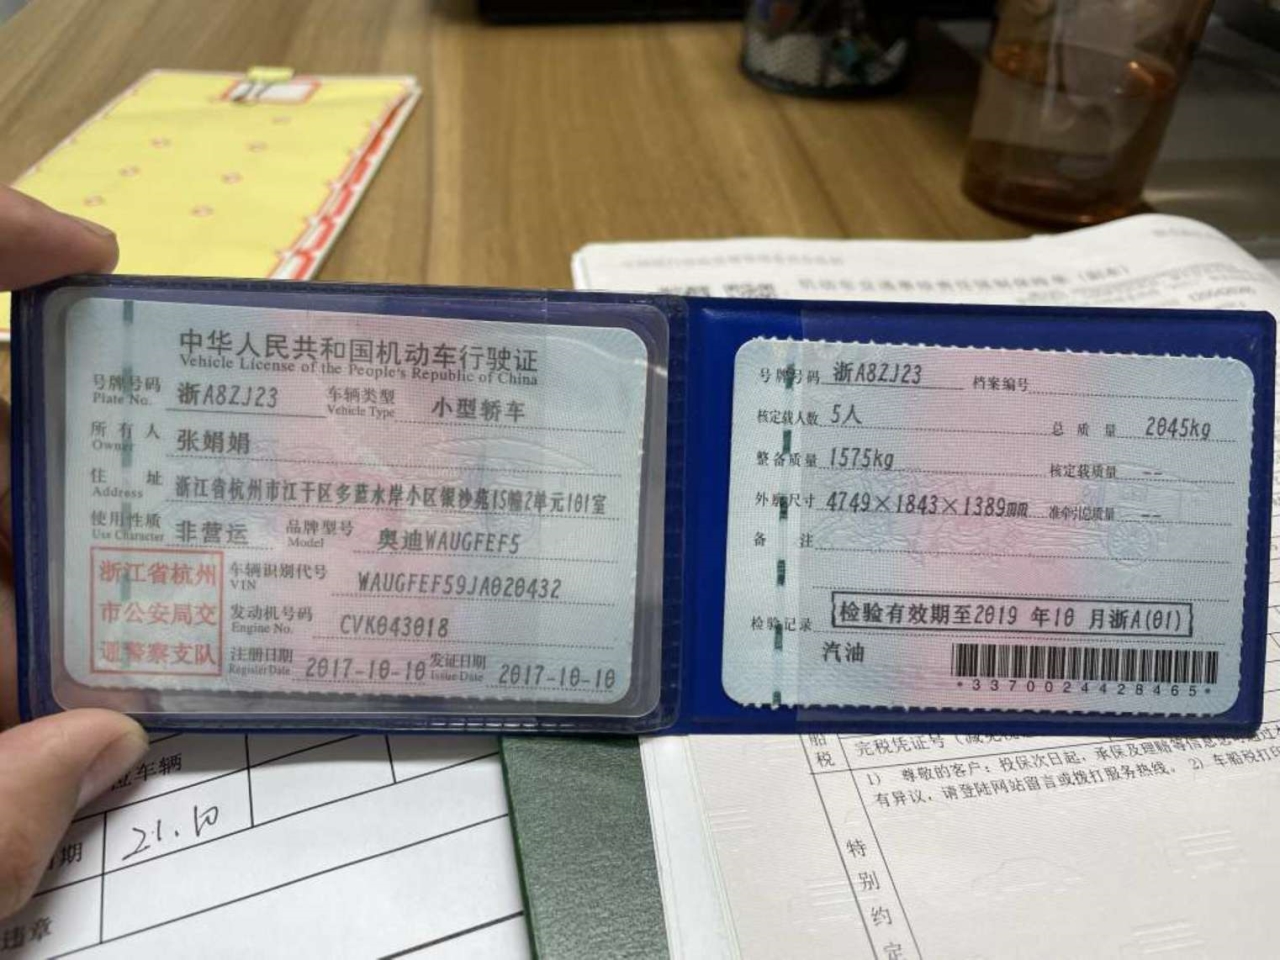 中华人民共和国机动车行驶证
Vehicle License of the People's Republic of China
号牌号码 浙A8ZJ23 车辆类型 小型轿车
Plate No. Vehicle Type
所有人 张娟娟
Owner
住址 浙江省杭州市江干区多蓝水岸小区银沙苑15幢2单元101室
Address
使用性质 非营运 品牌型号 奥迪WAUGFEF5
Use Character Model
浙江省杭州
市公安局交
通警察支队
车辆识别代号 WAUGFEF59JA020432
VIN
发动机号码 CVK043018
Engine No.
注册日期 2017-10-10 发证日期 2017-10-10
Register Date Issue Date
号牌号码 浙A8ZJ23 档案编号
核定载人数 5人 总质量 2045kg
整备质量 1575kg 核定载质量 --
外廓尺寸 4749×1843×1389mm 准牵引总质量 --
备注
检验记录 检验有效期至2019年10月浙A(01)
汽油
*3370024428465*
车辆
21.10
期
违章
船
税
完税凭证号
1) 尊敬的客户：投保次日起，承保及理赔等信息
有异议，请登陆网站留言或拨打服务热线。 2) 车船税打
特
别
约
定